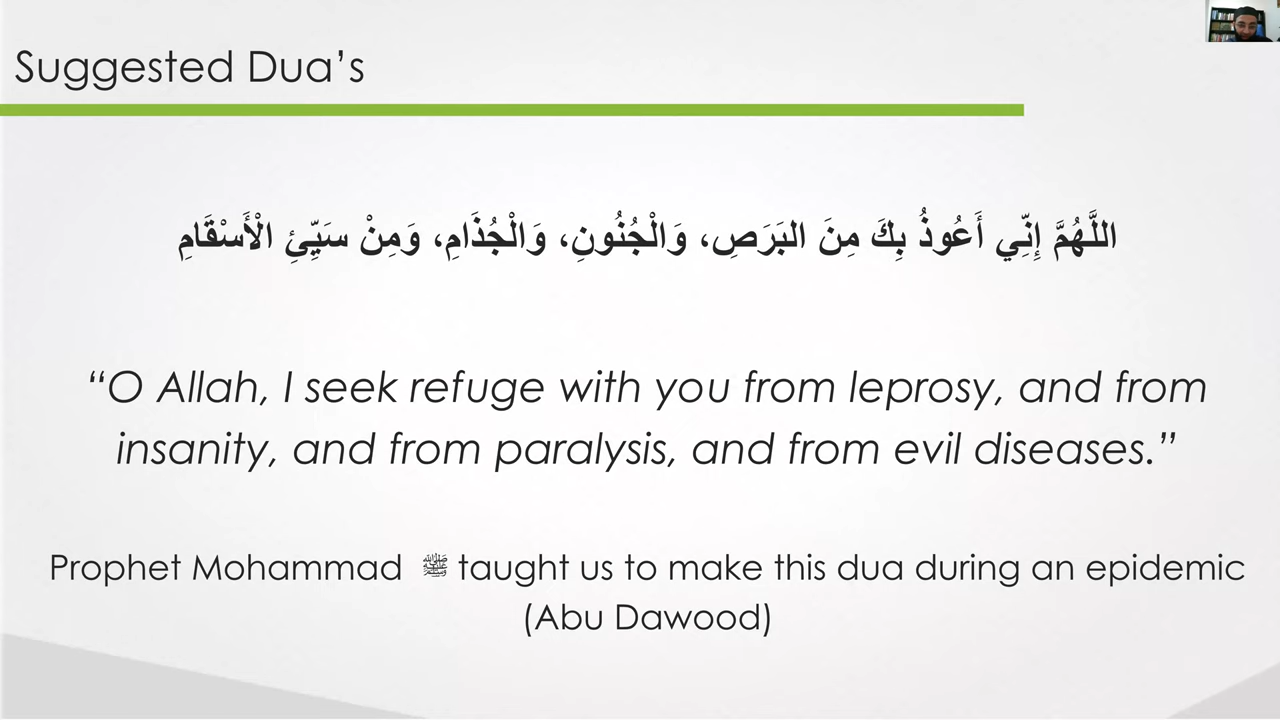 Suggested Dua’s
اللَّهُمَّ إِنِّي أَعُوذُ بِكَ مِنَ البَرَصِ، وَالْجُنُونِ، وَالْجُذَامِ، وَمِنْ سَيِّئِ الْأَسْقَامِ
“O Allah, I seek refuge with you from leprosy, and from
insanity, and from paralysis, and from evil diseases.”
Prophet Mohammad ﷺ taught us to make this dua during an epidemic
(Abu Dawood)